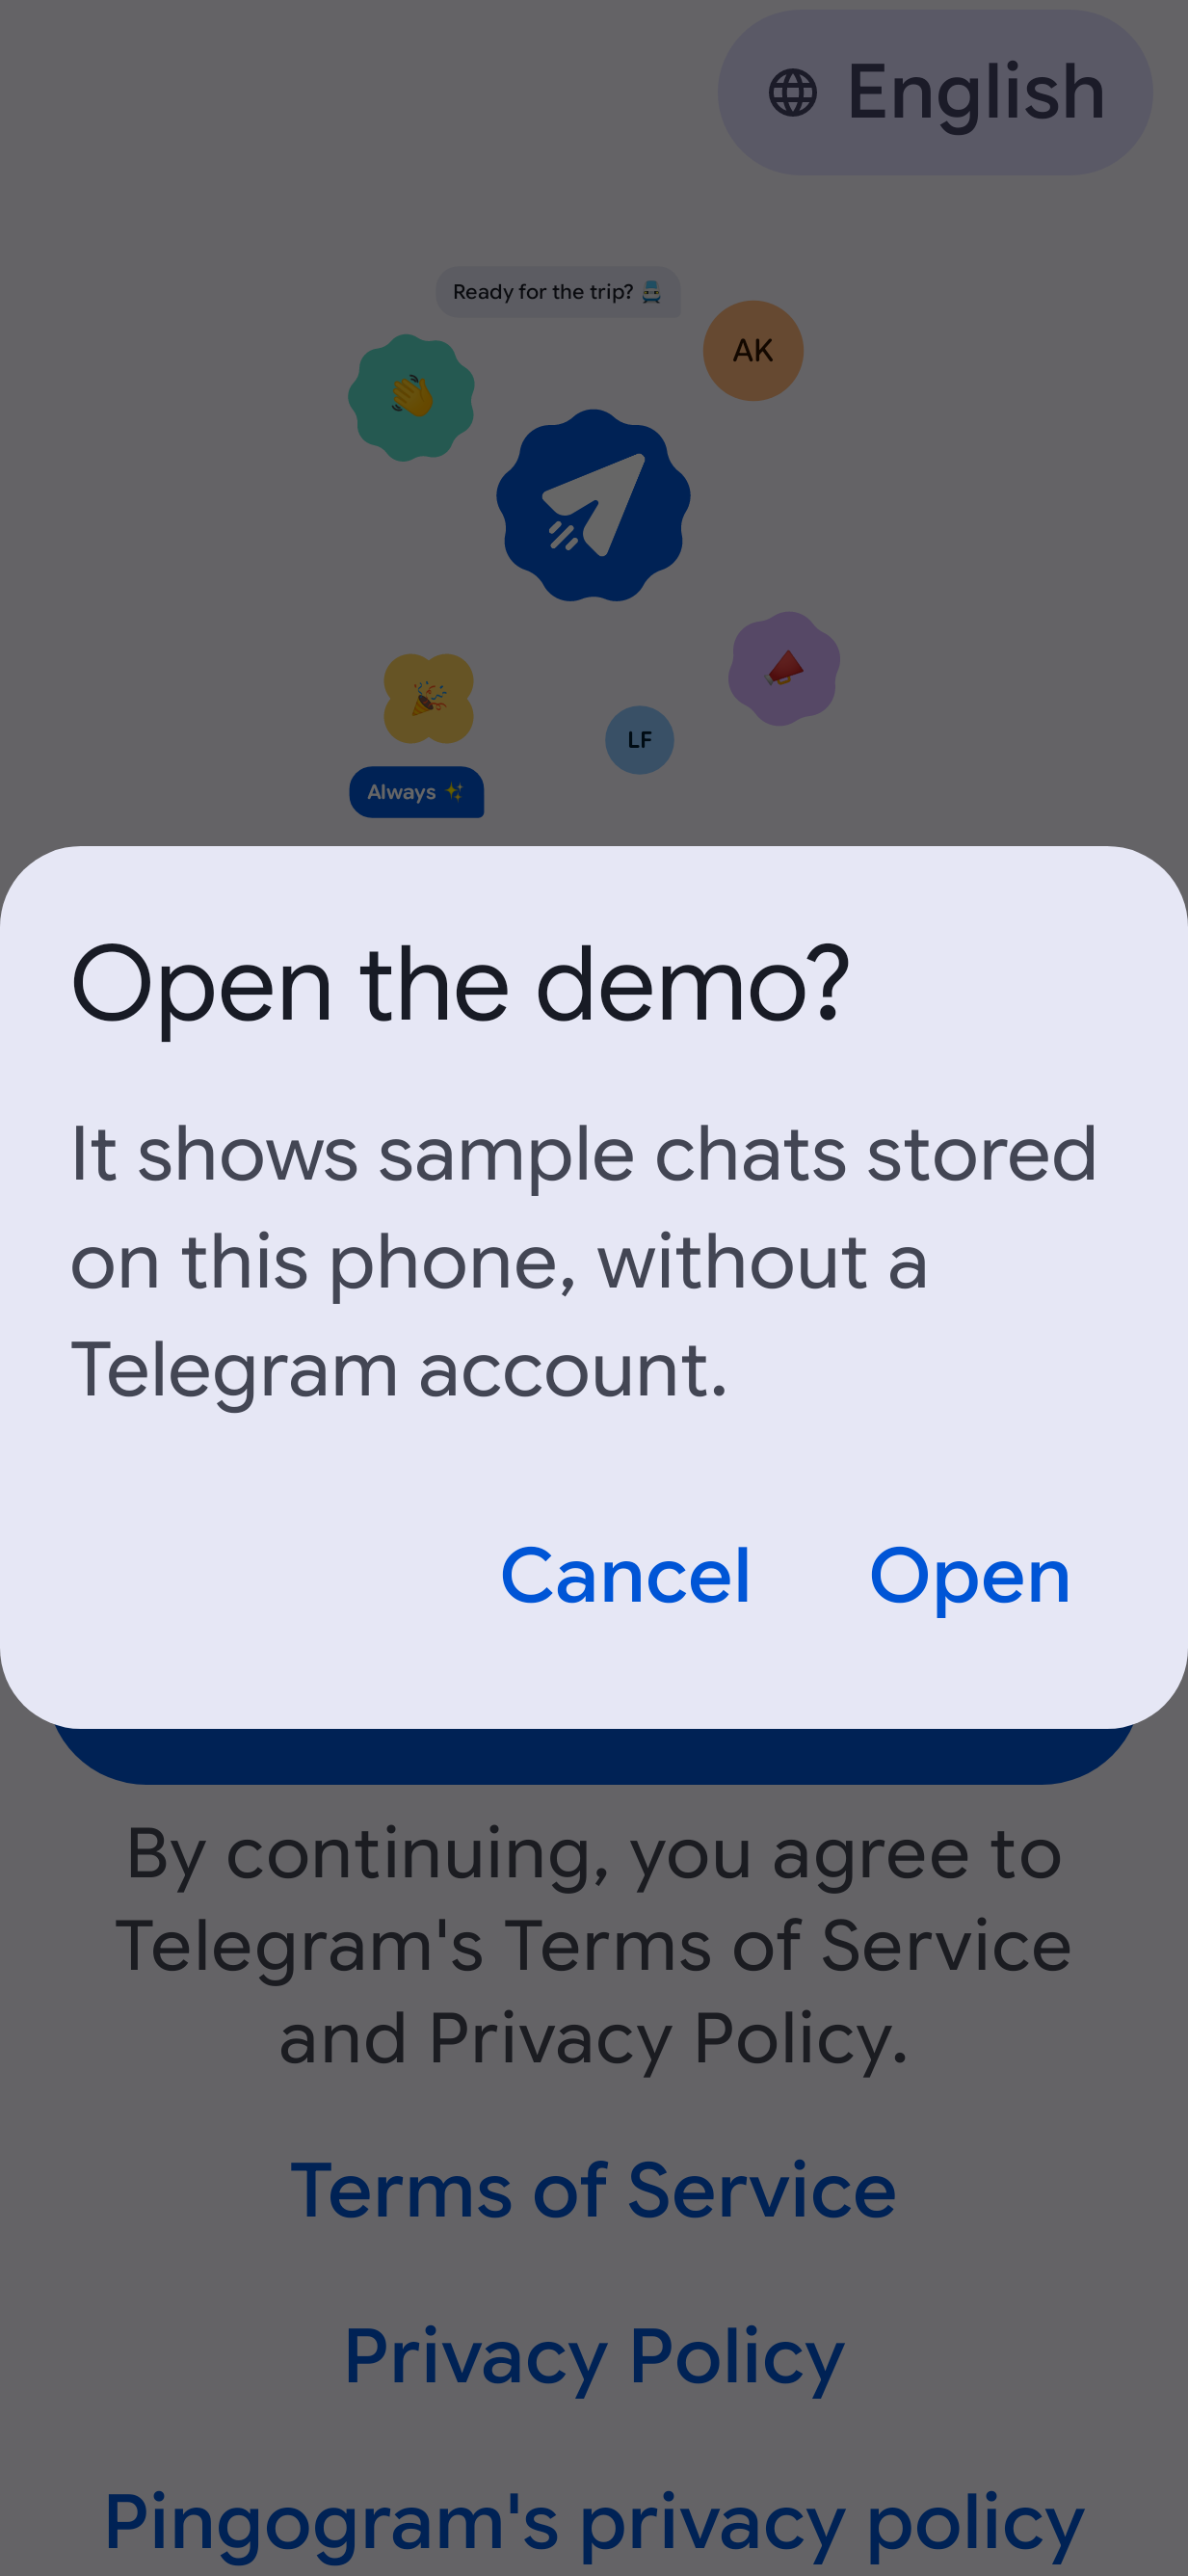 English
Ready for the trip?
AK
LF
Always
Open the demo?
It shows sample chats stored
on this phone, without a
Telegram account.
Cancel Open
By continuing, you agree to
Telegram's Terms of Service
and Privacy Policy.
Terms of Service
Privacy Policy
Pingogram's privacy policy